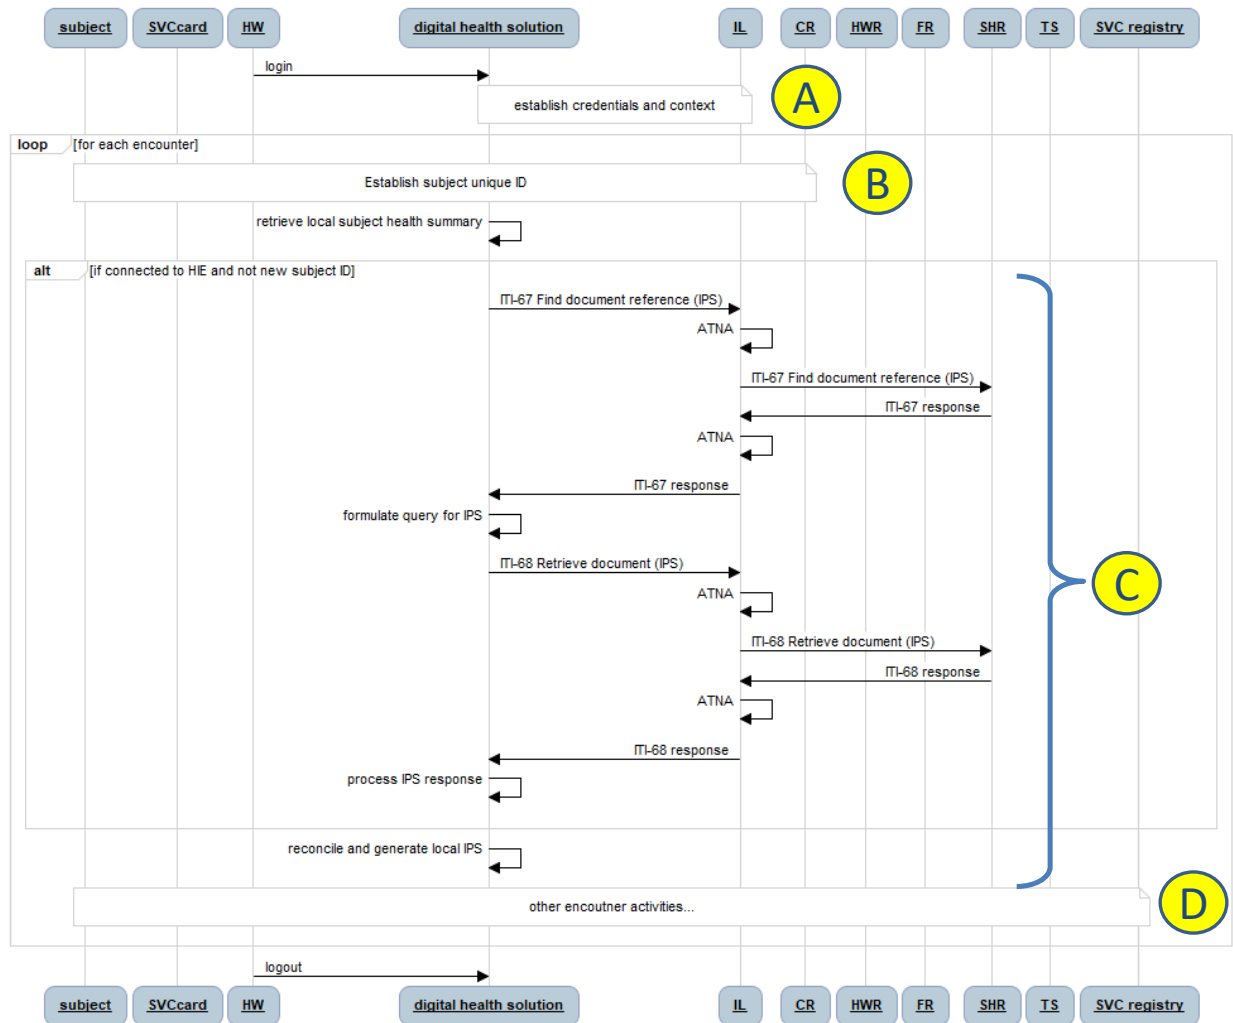 subject SVCcard HW digital health solution IL CR HWR FR SHR TS SVC registry
login
establish credentials and context
A
loop [for each encounter]
Establish subject unique ID
B
retrieve local subject health summary
alt [if connected to HIE and not new subject ID]
ITI-67 Find document reference (IPS)
ATNA
ITI-67 Find document reference (IPS)
ITI-67 response
ATNA
ITI-67 response
formulate query for IPS
ITI-68 Retrieve document (IPS)
C
ATNA
ITI-68 Retrieve document (IPS)
ITI-68 response
ATNA
ITI-68 response
process IPS response
reconcile and generate local IPS
other encoutner activities...
D
logout
subject SVCcard HW digital health solution IL CR HWR FR SHR TS SVC registry